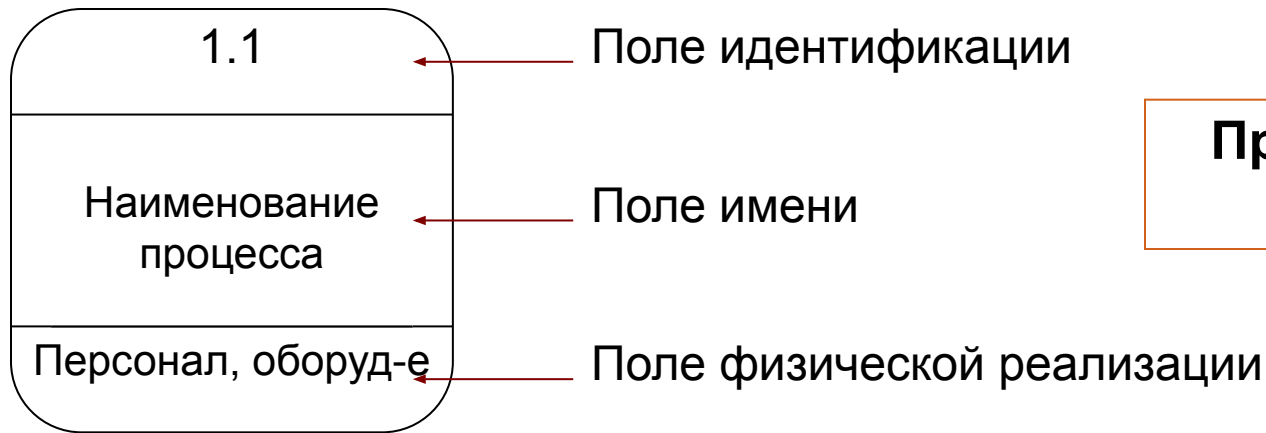 1.1
Поле идентификации
Наименование
процесса
Поле имени
Персонал, оборуд-е
Поле физической реализации